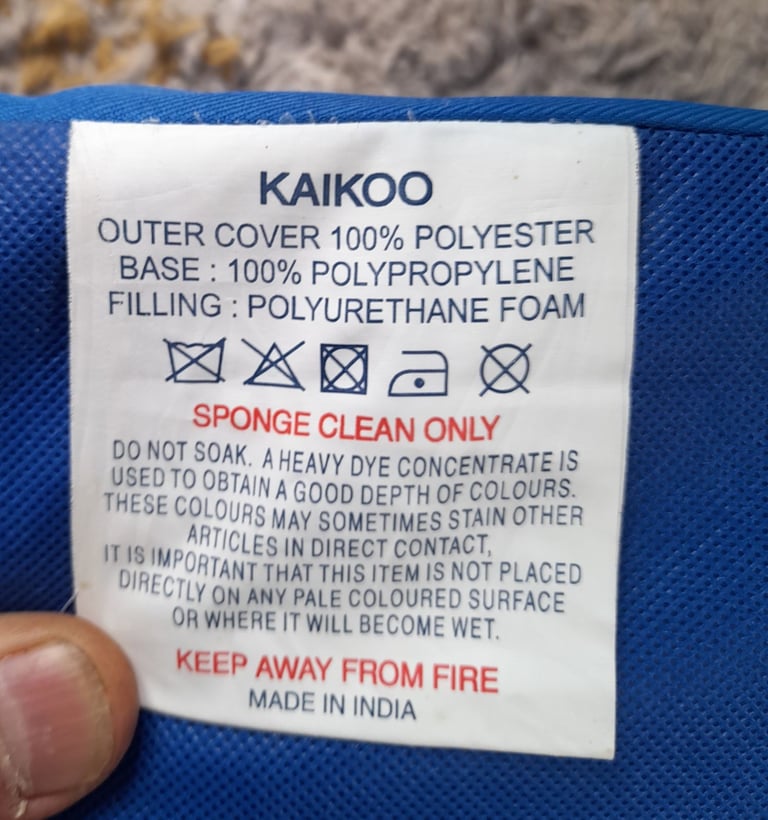 KAIKOO
OUTER COVER 100% POLYESTER
BASE : 100% POLYPROPYLENE
FILLING : POLYURETHANE FOAM
SPONGE CLEAN ONLY
DO NOT SOAK. A HEAVY DYE CONCENTRATE IS
USED TO OBTAIN A GOOD DEPTH OF COLOURS.
THESE COLOURS MAY SOMETIMES STAIN OTHER
ARTICLES IN DIRECT CONTACT,
IT IS IMPORTANT THAT THIS ITEM IS NOT PLACED
DIRECTLY ON ANY PALE COLOURED SURFACE
OR WHERE IT WILL BECOME WET.
KEEP AWAY FROM FIRE
MADE IN INDIA